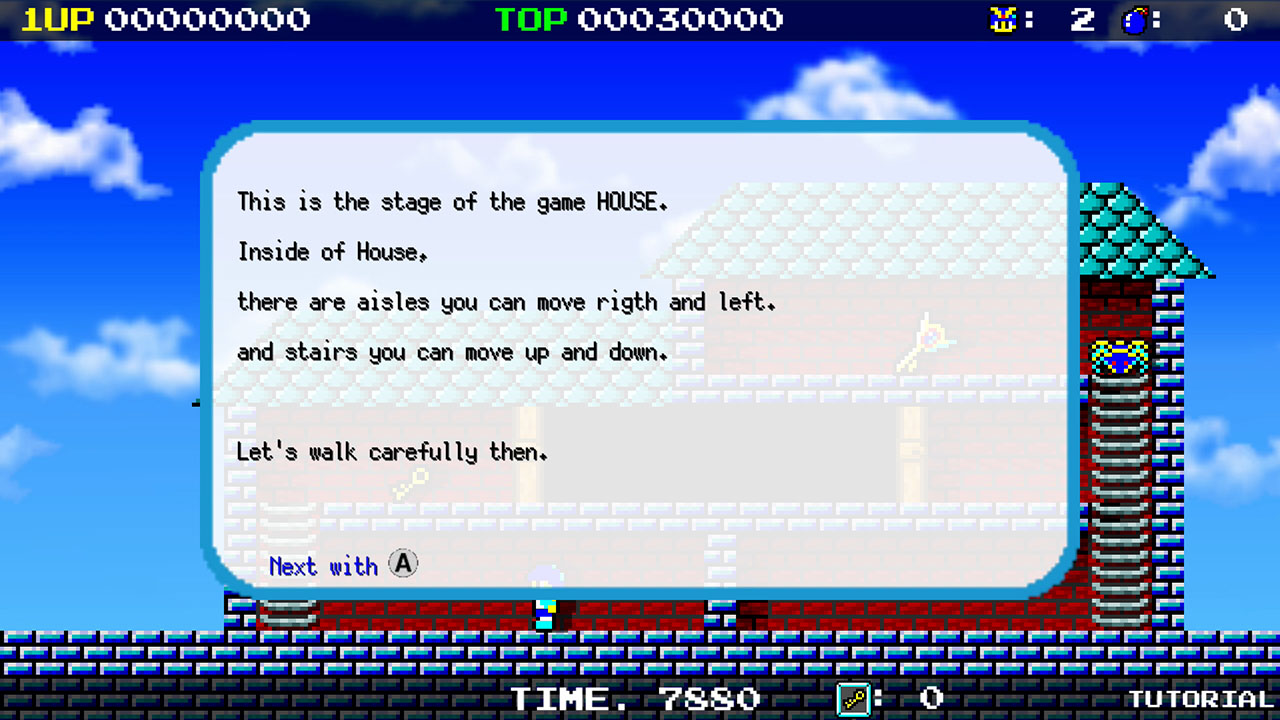 1UP 00000000 TOP 00030000 : 2 : 0
This is the stage of the game HOUSE.
Inside of House,
there are aisles you can move rigth and left.
and stairs you can move up and down.
Let's walk carefully then.
Next with A
TIME. 7880 : 0 TUTORIAL